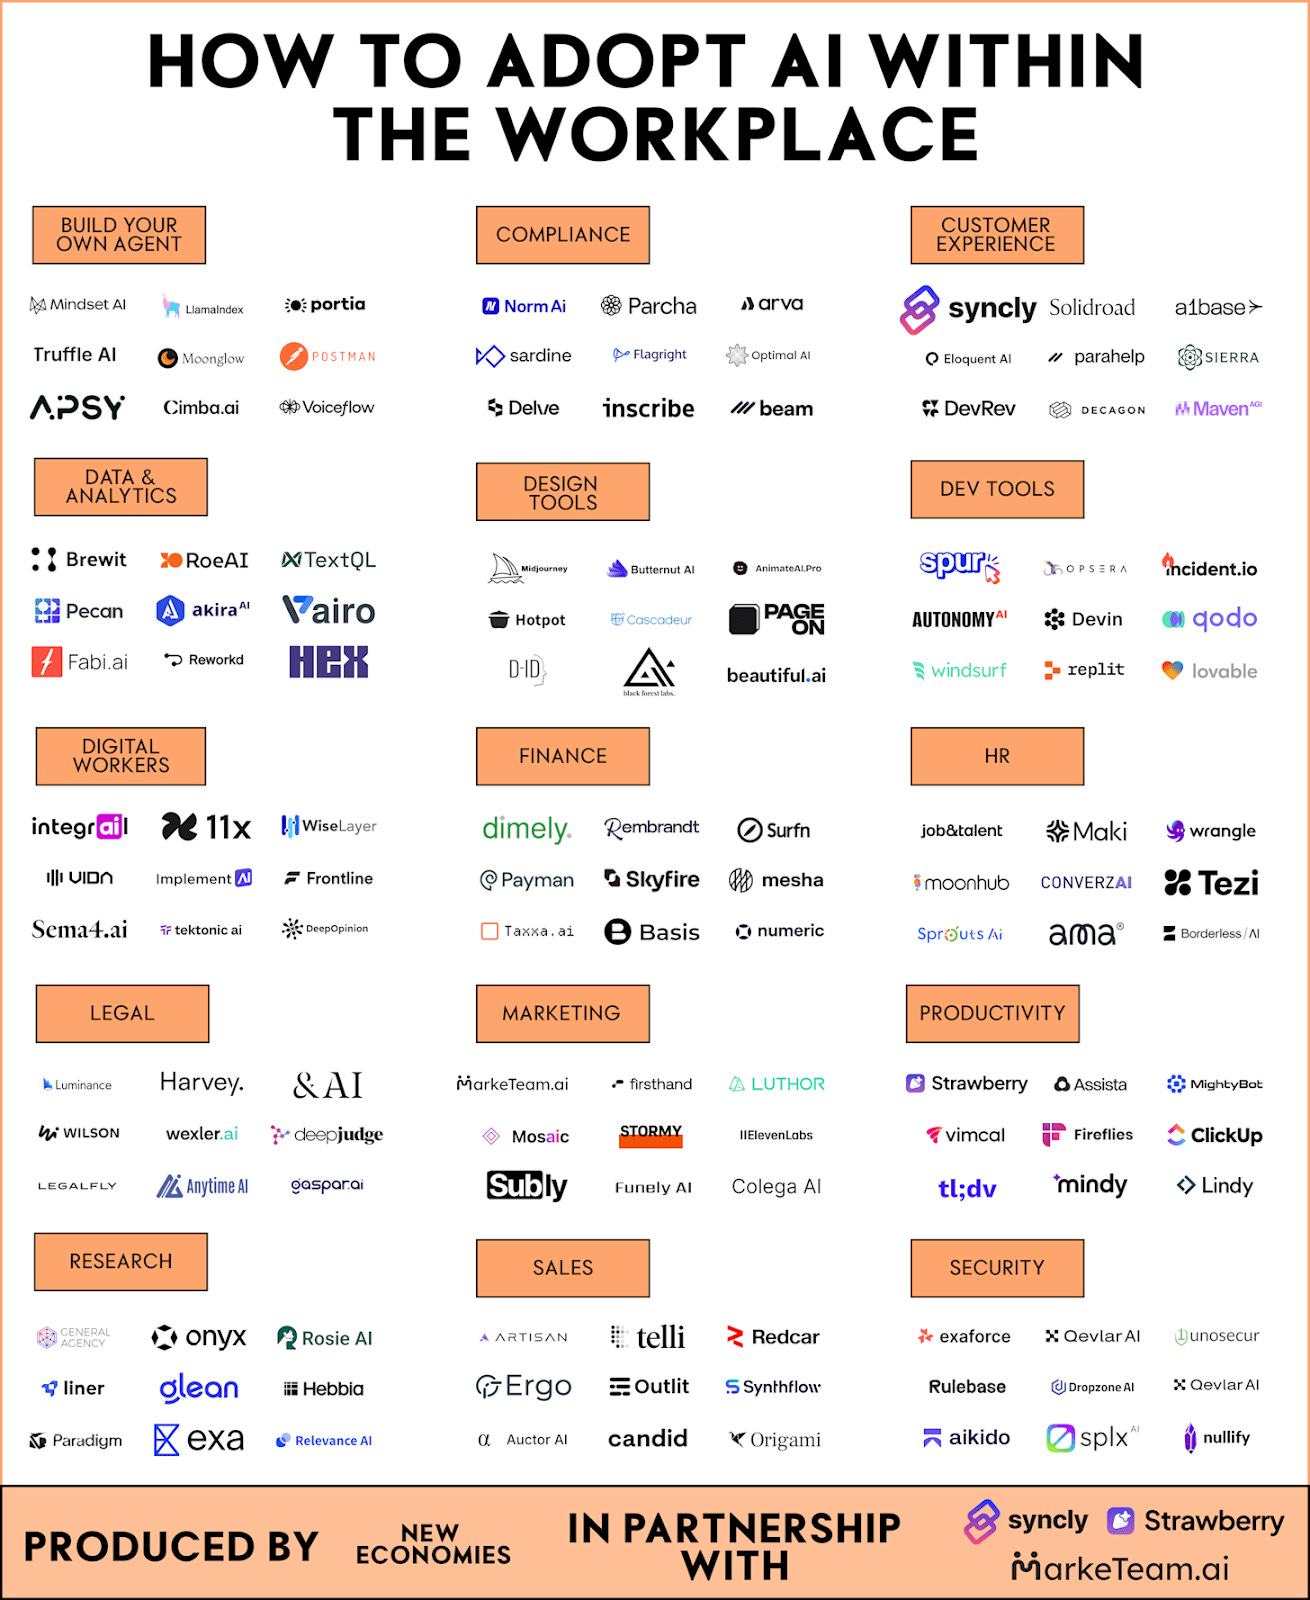 HOW TO ADOPT AI WITHIN
THE WORKPLACE
BUILD YOUR
OWN AGENT
Mindset AI
LlamaIndex
portia
Truffle AI
Moonglow
POSTMAN
APSY
Cimba.ai
Voiceflow
COMPLIANCE
Norm Ai
Parcha
arva
sardine
Flagright
Optimal AI
Delve
inscribe
beam
CUSTOMER
EXPERIENCE
syncly
Solidroad
a1base
Eloquent AI
parahelp
SIERRA
DevRev
DECAGON
Maven AGI
DATA &
ANALYTICS
Brewit
RoeAI
TextQL
Pecan
akira AI
Vairo
Fabi.ai
Reworkd
HEX
DESIGN
TOOLS
Midjourney
Butternut AI
AnimateAI.Pro
Hotpot
Cascadeur
PAGE
ON
D-ID
black forest labs.
beautiful.ai
DEV TOOLS
spur
OPSERA
incident.io
AUTONOMY AI
Devin
qodo
windsurf
replit
lovable
DIGITAL
WORKERS
integrail
11x
WiseLayer
VIDA
Implement AI
Frontline
Sema4.ai
tektonic ai
DeepOpinion
FINANCE
dimely.
Rembrandt
Surfn
Payman
Skyfire
mesha
Taxxa.ai
Basis
numeric
HR
job&talent
Maki
wrangle
moonhub
CONVERZAI
Tezi
Sprouts Ai
ama®
Borderless/AI
LEGAL
Luminance
Harvey.
&AI
WILSON
wexler.ai
deepjudge
LEGALFLY
Anytime AI
gaspar.ai
MARKETING
MarkeTeam.ai
firsthand
LUTHOR
Mosaic
STORMY
IIElevenLabs
Subly
Funely AI
Colega AI
PRODUCTIVITY
Strawberry
Assista
MightyBot
vimcal
Fireflies
ClickUp
tl;dv
mindy
Lindy
RESEARCH
GENERAL
AGENCY
onyx
Rosie AI
liner
glean
Hebbia
Paradigm
exa
Relevance AI
SALES
ARTISAN
telli
Redcar
Ergo
Outlit
Synthflow
α Auctor AI
candid
Origami
SECURITY
exaforce
Qevlar AI
unosecur
Rulebase
Dropzone AI
Qevlar AI
aikido
splx AI
nullify
PRODUCED BY
NEW
ECONOMIES
IN PARTNERSHIP
WITH
syncly
Strawberry
MarkeTeam.ai